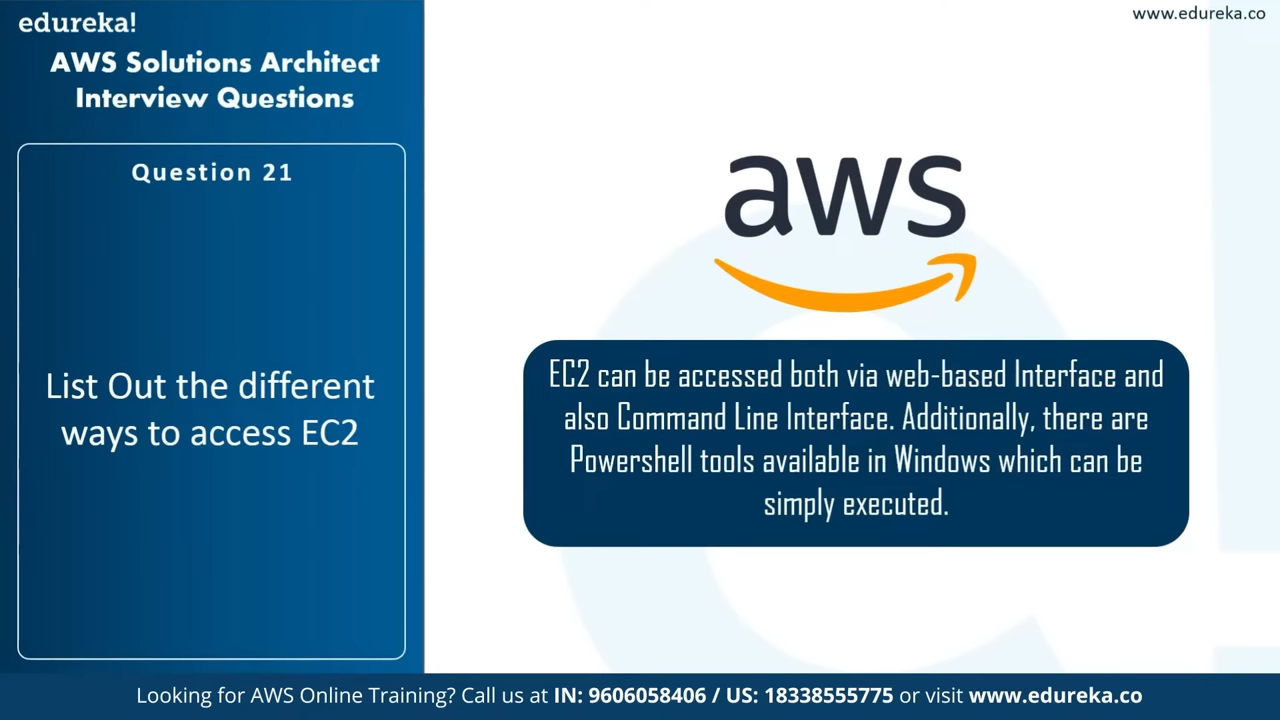 edureka!
www.edureka.co
AWS Solutions Architect
Interview Questions
Question 21
List Out the different
ways to access EC2
aws
EC2 can be accessed both via web-based Interface and
also Command Line Interface. Additionally, there are
Powershell tools available in Windows which can be
simply executed.
Looking for AWS Online Training? Call us at IN: 9606058406 / US: 18338555775 or visit www.edureka.co